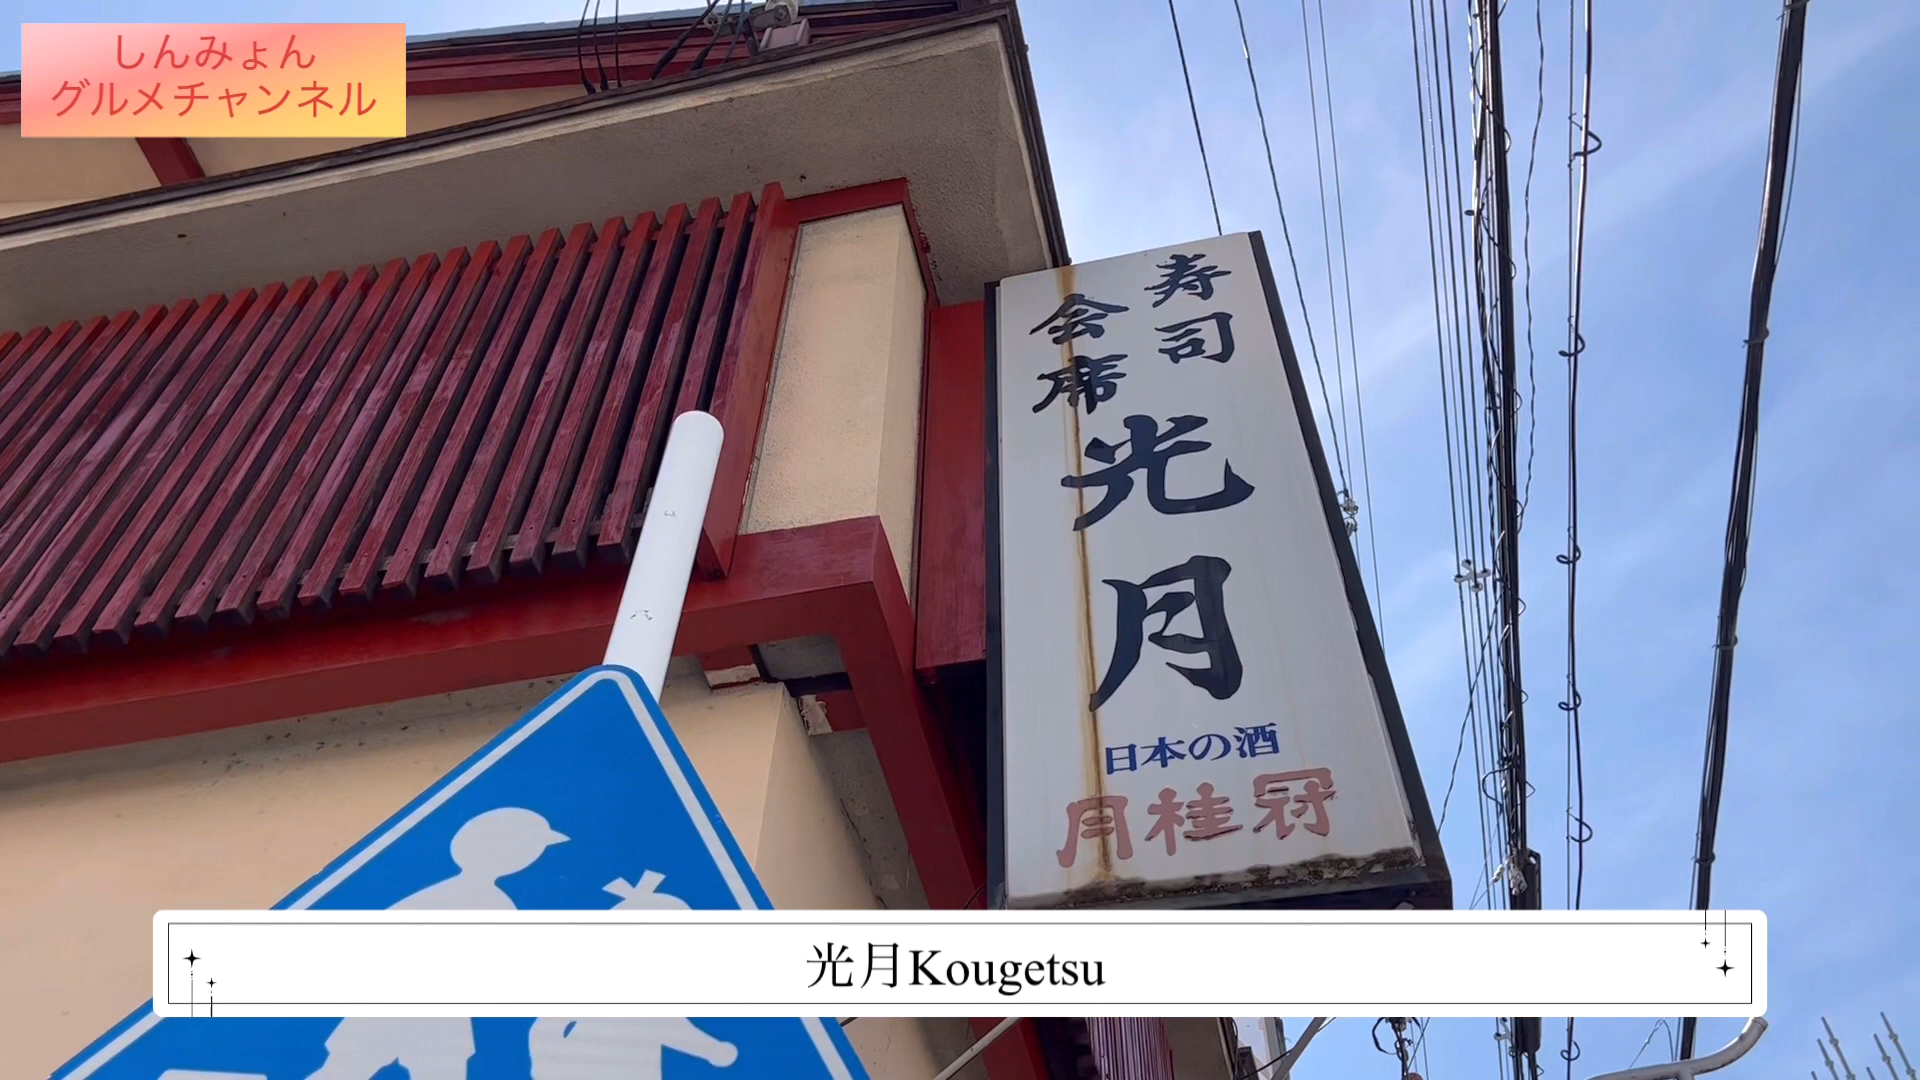 しんみょん
グルメチャンネル
寿司
会席
光月
日本の酒
月桂冠
光月Kougetsu